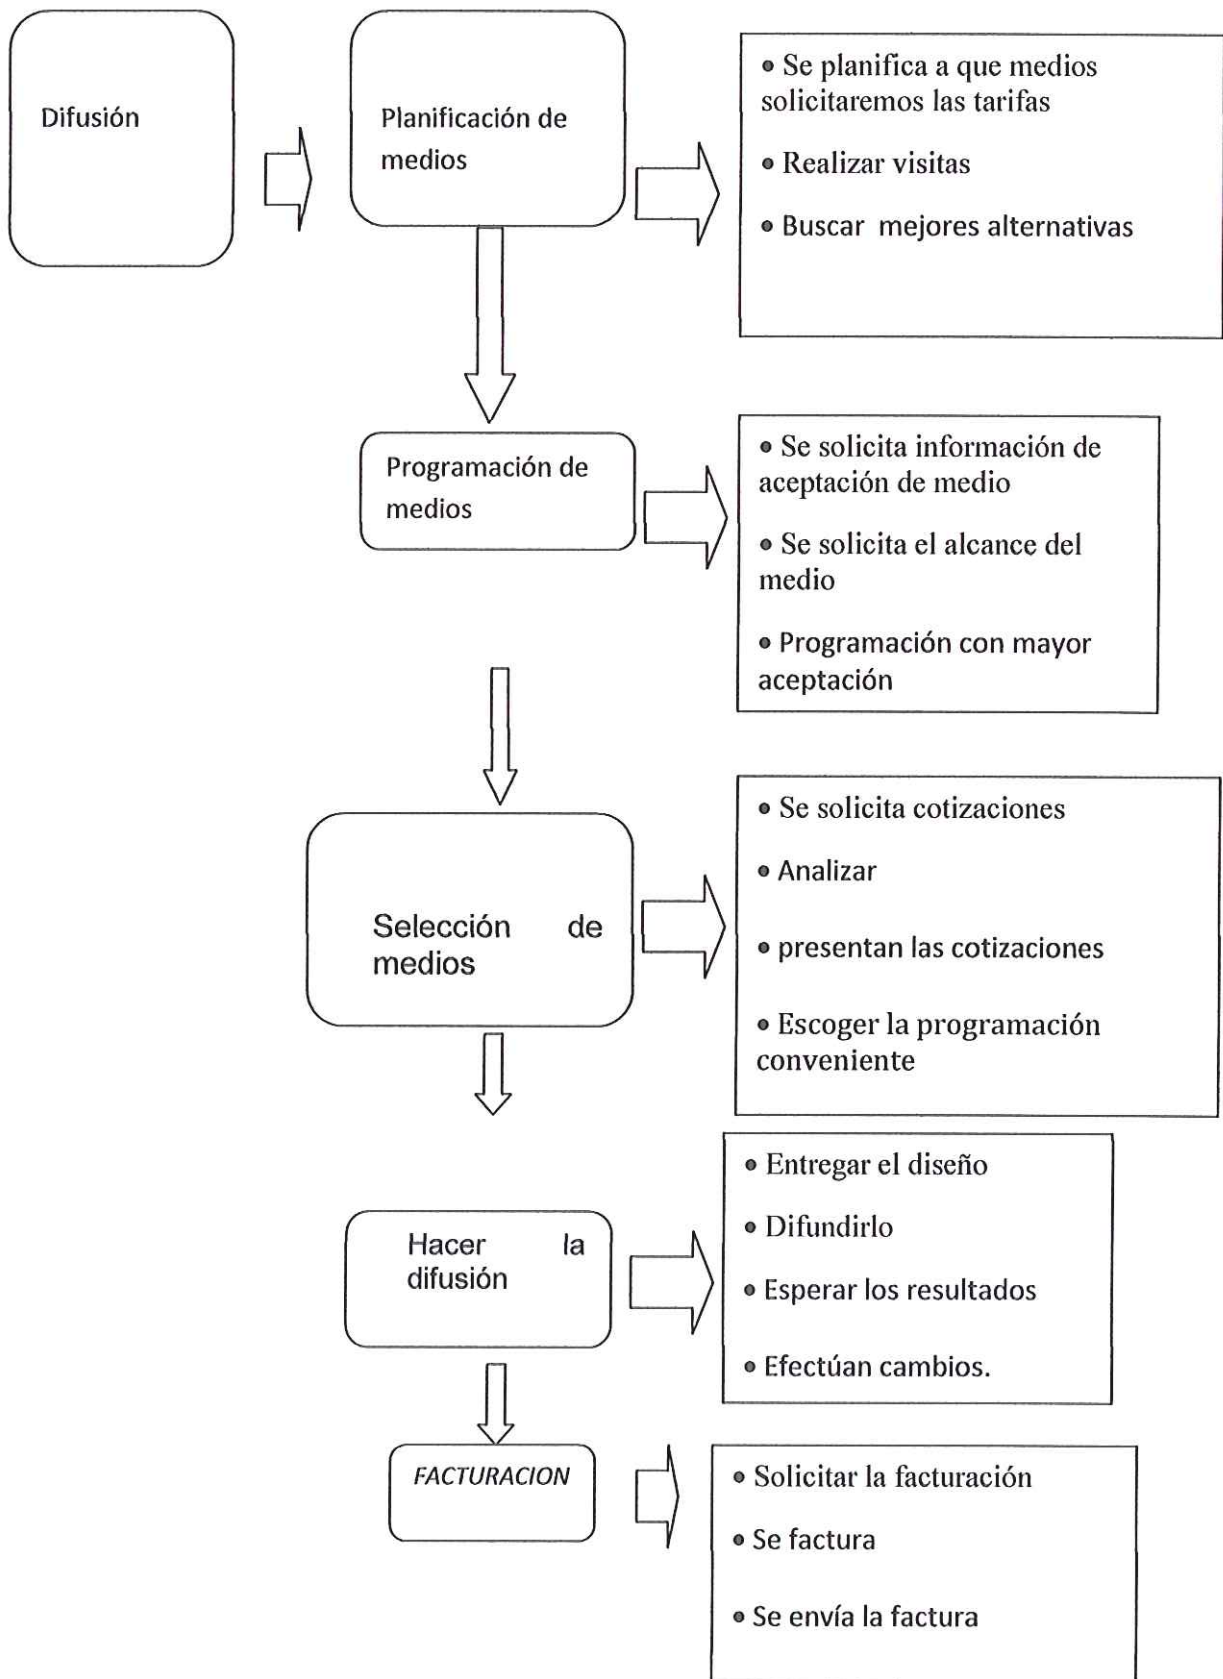 Difusión
Planificación de
medios
• Se planifica a que medios
solicitaremos las tarifas
• Realizar visitas
• Buscar mejores alternativas
Programación de
medios
• Se solicita información de
aceptación de medio
• Se solicita el alcance del
medio
• Programación con mayor
aceptación
Selección de
medios
• Se solicita cotizaciones
• Analizar
• presentan las cotizaciones
• Escoger la programación
conveniente
Hacer la
difusión
• Entregar el diseño
• Difundirlo
• Esperar los resultados
• Efectúan cambios.
FACTURACION
• Solicitar la facturación
• Se factura
• Se envía la factura